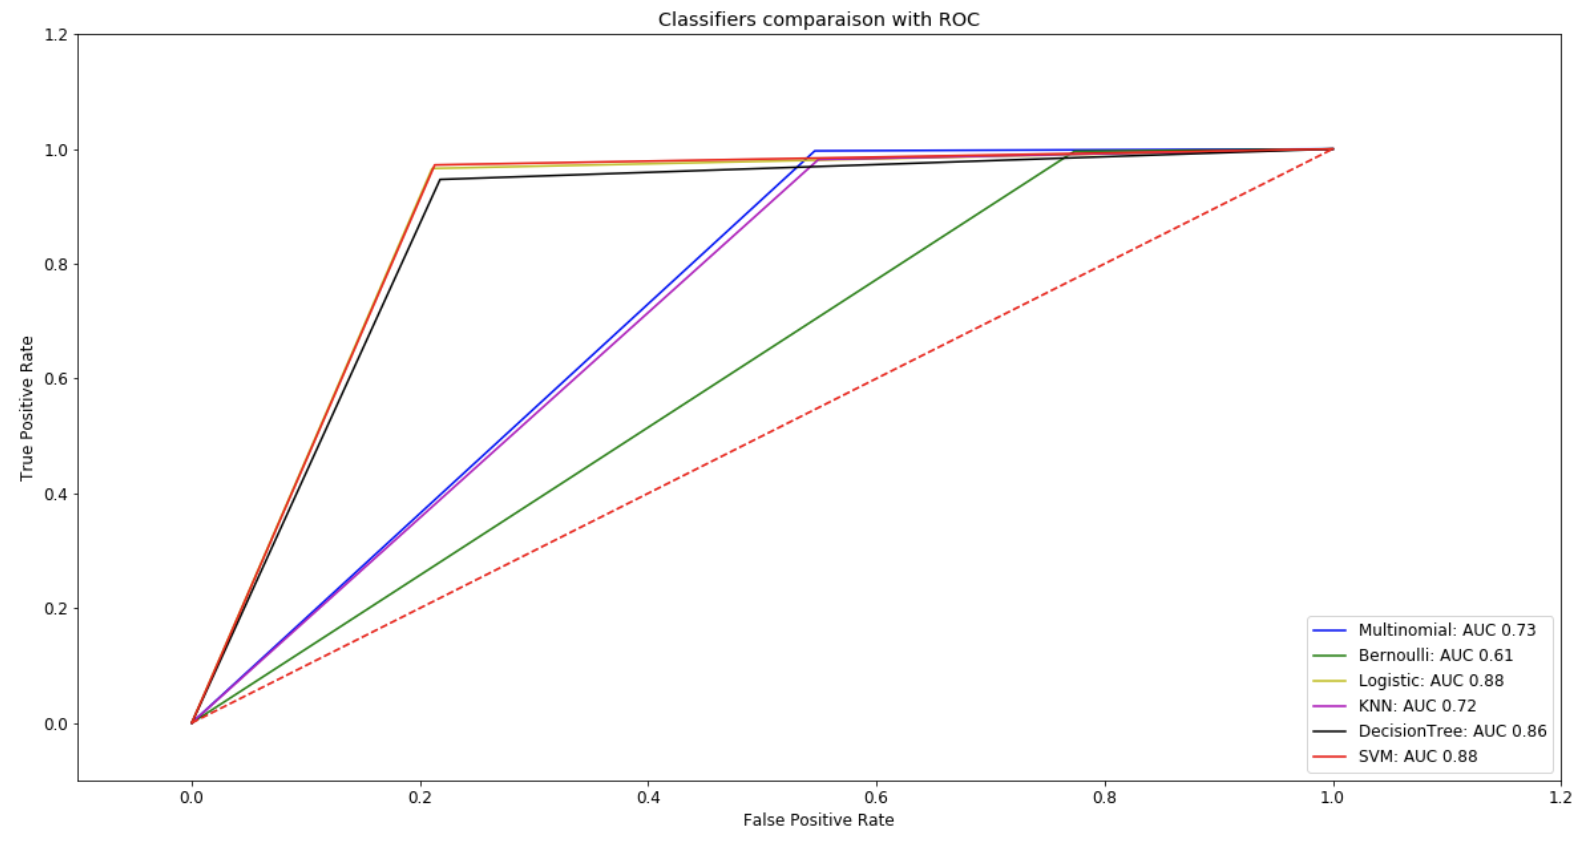 Classifiers comparaison with ROC
1.2
1.0
0.8
0.6
0.4
0.2
0.0
True Positive Rate
0.0 0.2 0.4 0.6 0.8 1.0 1.2
False Positive Rate
Multinomial: AUC 0.73
Bernoulli: AUC 0.61
Logistic: AUC 0.88
KNN: AUC 0.72
DecisionTree: AUC 0.86
SVM: AUC 0.88